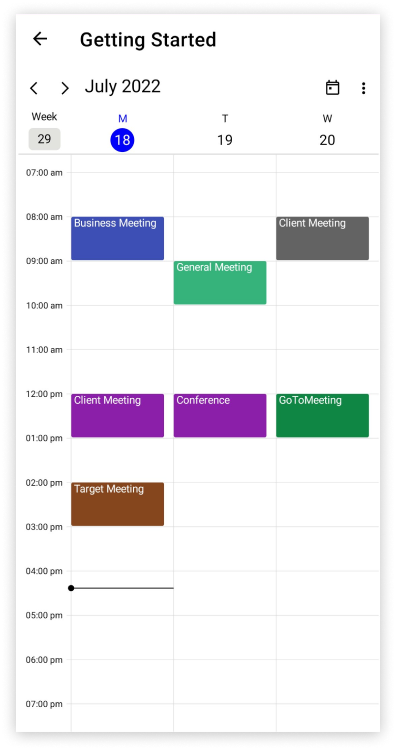 Getting Started
July 2022
Week M T W
29 18 19 20
07:00 am
08:00 am
Business Meeting Client Meeting
09:00 am
General Meeting
10:00 am
11:00 am
12:00 pm
Client Meeting Conference GoToMeeting
01:00 pm
02:00 pm
Target Meeting
03:00 pm
04:00 pm
05:00 pm
06:00 pm
07:00 pm